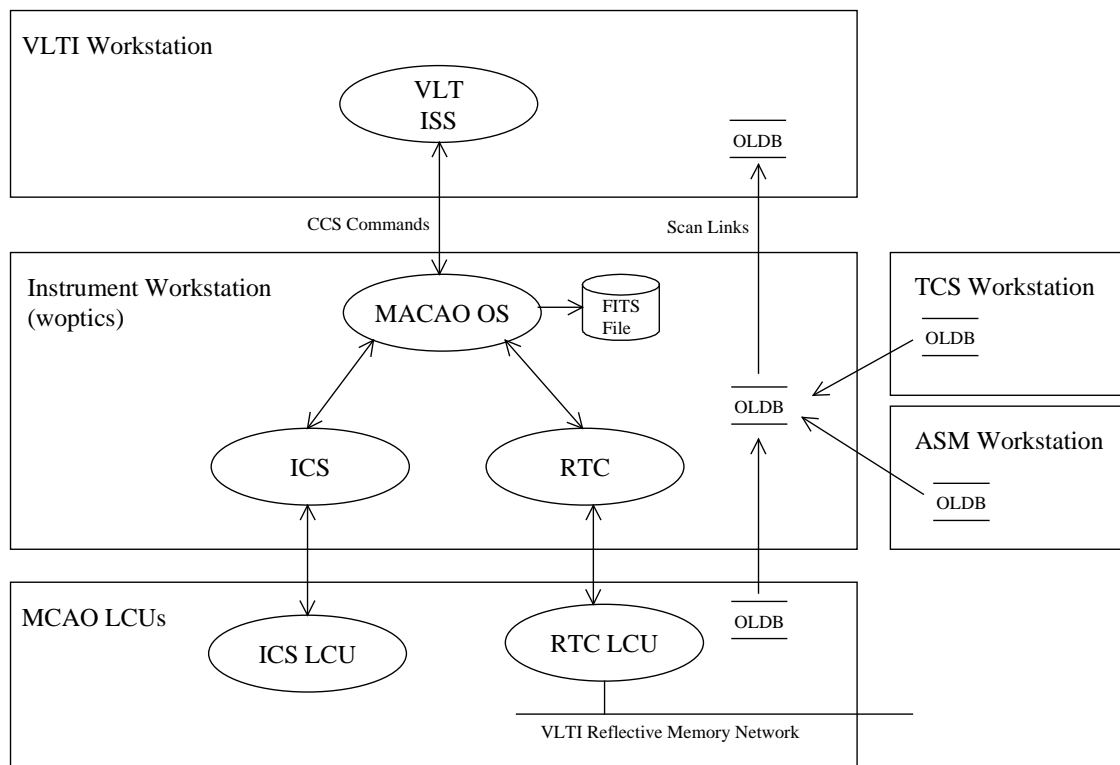 VLTI Workstation
VLT
ISS
OLDB
CCS Commands
Scan Links
Instrument Workstation
(woptics)
MACAO OS
FITS
File
TCS Workstation
OLDB
OLDB
ASM Workstation
ICS
RTC
OLDB
MCAO LCUs
ICS LCU
RTC LCU
OLDB
VLTI Reflective Memory Network